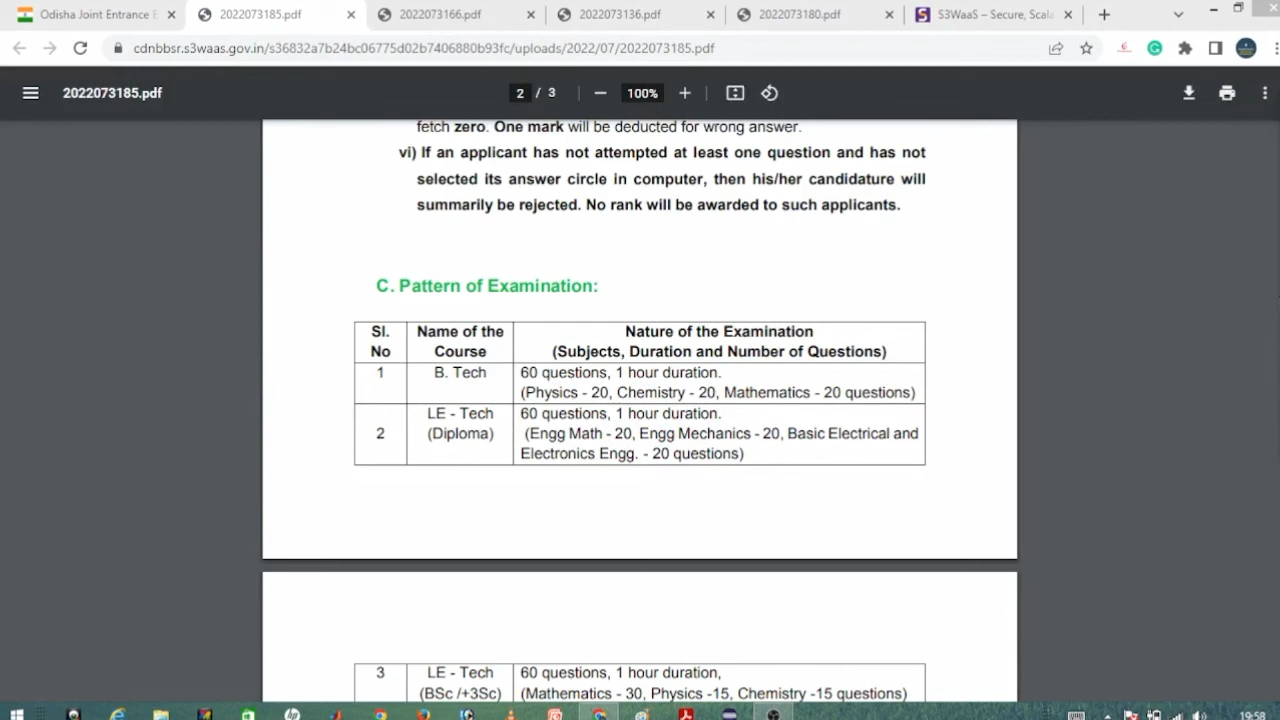 Odisha Joint Entrance E
2022073185.pdf
2022073166.pdf
2022073136.pdf
2022073180.pdf
S3WaaS – Secure, Scala
cdnbbsr.s3waas.gov.in/s36832a7b24bc06775d02b7406880b93fc/uploads/2022/07/2022073185.pdf
2022073185.pdf
2 / 3
100%
fetch zero. One mark will be deducted for wrong answer.
vi) If an applicant has not attempted at least one question and has not
selected its answer circle in computer, then his/her candidature will
summarily be rejected. No rank will be awarded to such applicants.
C. Pattern of Examination:
Sl. No
Name of the Course
Nature of the Examination
(Subjects, Duration and Number of Questions)
1
B. Tech
60 questions, 1 hour duration.
(Physics - 20, Chemistry - 20, Mathematics - 20 questions)
2
LE - Tech
(Diploma)
60 questions, 1 hour duration.
(Engg Math - 20, Engg Mechanics - 20, Basic Electrical and
Electronics Engg. - 20 questions)
3
LE - Tech
(BSc /+3Sc)
60 questions, 1 hour duration,
(Mathematics - 30, Physics -15, Chemistry -15 questions)
19:58